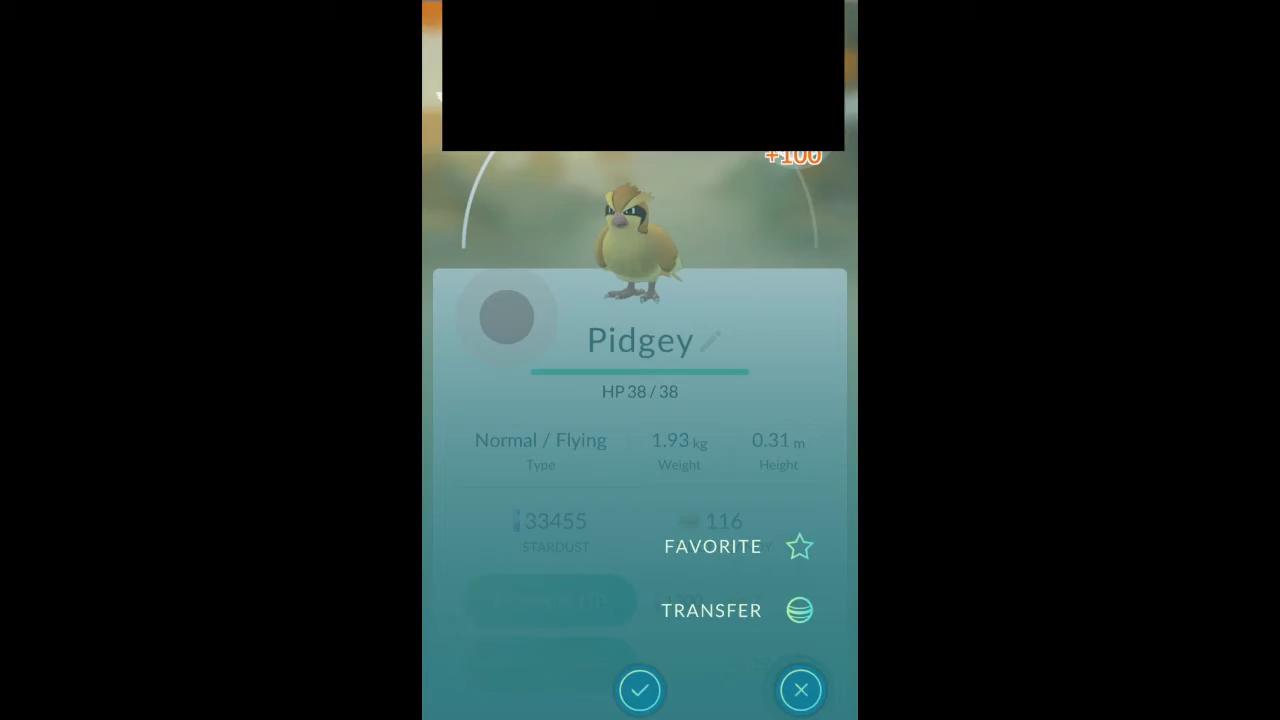 +100
Pidgey
HP 38 / 38
Normal / Flying
1.93 kg
0.31 m
Type
Weight
Height
33455
116
STARDUST
FAVORITE
TRANSFER